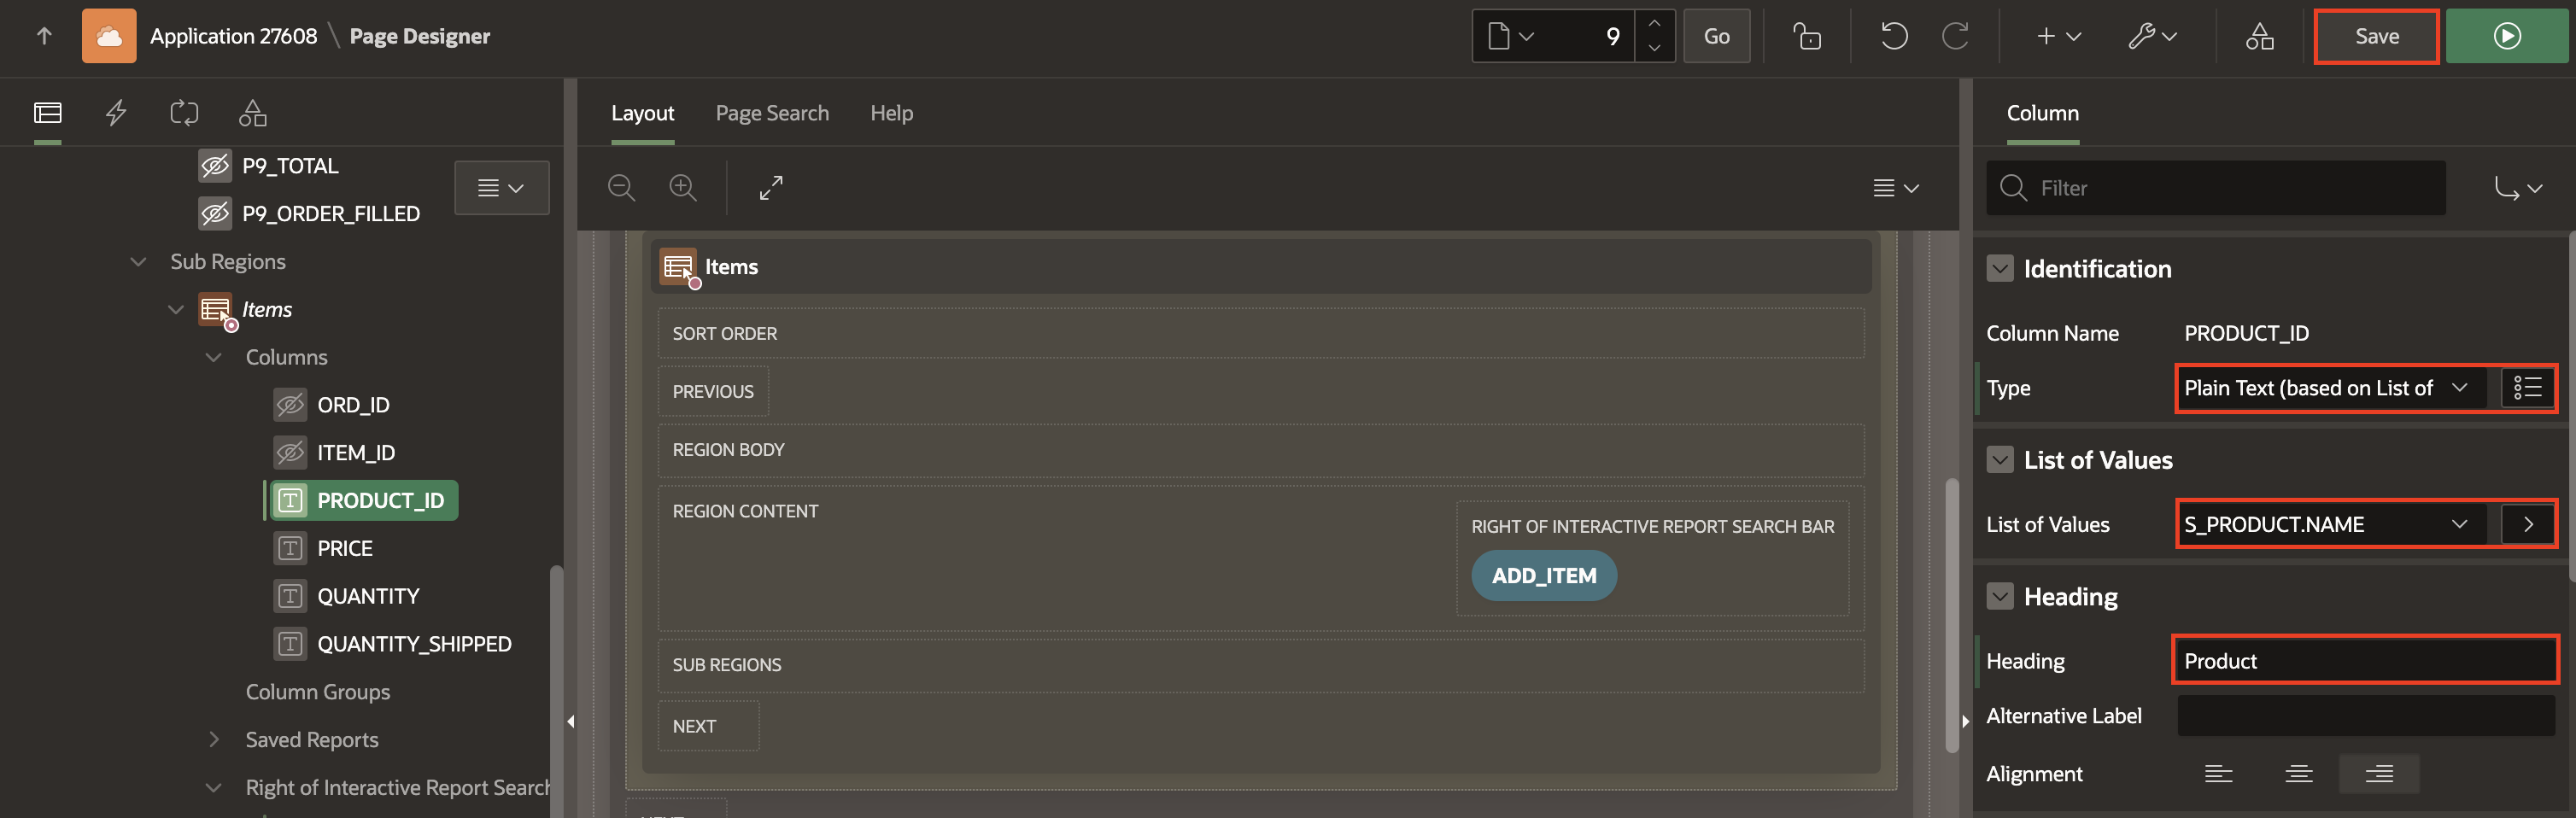 Application 27608 \ Page Designer
9
Go
Save
P9_TOTAL
P9_ORDER_FILLED
Sub Regions
Items
Columns
ORD_ID
ITEM_ID
PRODUCT_ID
PRICE
QUANTITY
QUANTITY_SHIPPED
Column Groups
Saved Reports
Right of Interactive Report Search
Layout
Page Search
Help
Items
SORT ORDER
PREVIOUS
REGION BODY
REGION CONTENT
RIGHT OF INTERACTIVE REPORT SEARCH BAR
ADD_ITEM
SUB REGIONS
NEXT
NEXT
Column
Filter
Identification
Column Name PRODUCT_ID
Type Plain Text (based on List of
List of Values
List of Values S_PRODUCT.NAME
Heading
Heading Product
Alternative Label
Alignment